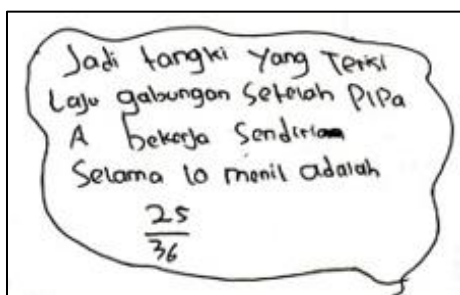 Jadi tangki yang Terisi
Laju gabungan setelah PIPa
A bekerja Sendirian
Selama 10 menit adalah
25
36